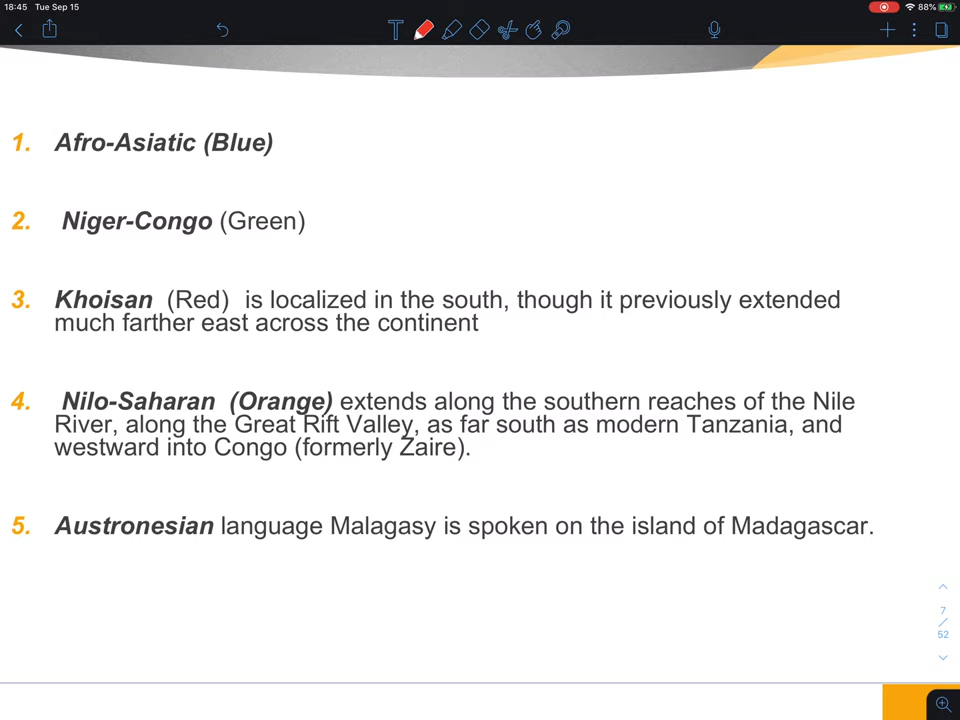 18:45 Tue Sep 15
88%
T
1. Afro-Asiatic (Blue)
2. Niger-Congo (Green)
3. Khoisan (Red) is localized in the south, though it previously extended
much farther east across the continent
4. Nilo-Saharan (Orange) extends along the southern reaches of the Nile
River, along the Great Rift Valley, as far south as modern Tanzania, and
westward into Congo (formerly Zaire).
5. Austronesian language Malagasy is spoken on the island of Madagascar.
7
/
52